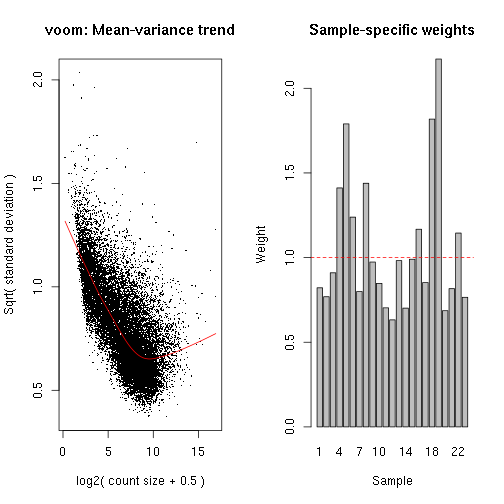 voom: Mean-variance trend
Sqrt( standard deviation )
2.0
1.5
1.0
0.5
0 5 10 15
log2( count size + 0.5 )
Sample-specific weights
Weight
2.0
1.5
1.0
0.5
0.0
1 4 7 10 14 18 22
Sample